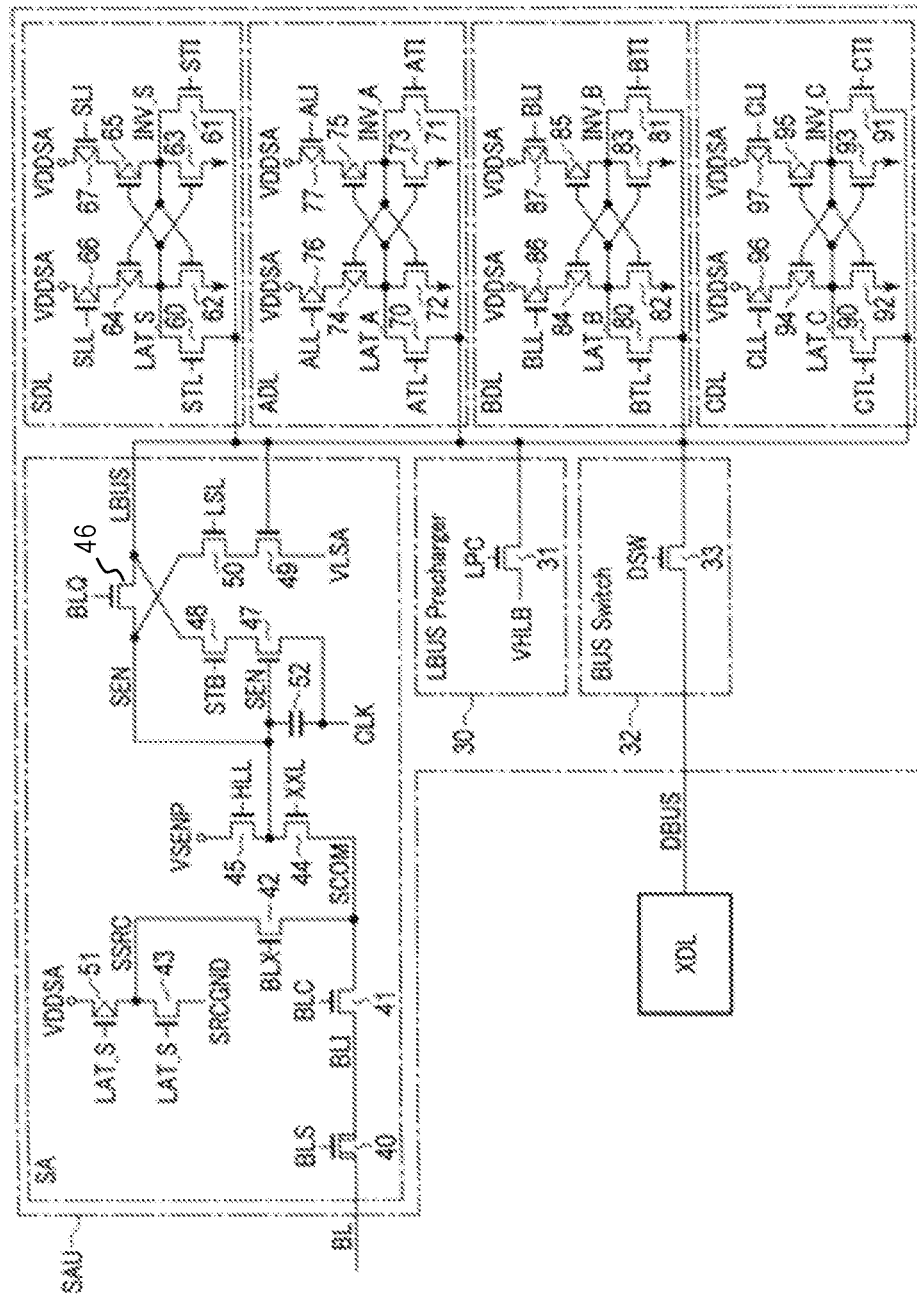 SAU
SA
BL
BLS
40
BLI
BLC
41
VDDSA
LAT_S
51
SSRC
LAT_S
43
SRCGND
BLX
42
SCOM
VSENP
45
HLL
44
XXL
SEN
BLQ
46
LBUS
STB
48
SEN
47
52
CLK
LSL
50
49
VLSA
LBUS Precharger
LPC
VHLB
31
30
BUS Switch
DSW
33
32
DBUS
XDL
SDL
VDDSA
VDDSA
SLL
66
67
SLI
64
65
LAT_S
INV_S
STL
60
62
63
61
STI
ADL
VDDSA
VDDSA
ALL
76
77
ALI
74
75
LAT_A
INV_A
ATL
70
72
73
71
ATI
BDL
VDDSA
VDDSA
BLL
86
87
BLI
84
85
LAT_B
INV_B
BTL
80
82
83
81
BTI
CDL
VDDSA
VDDSA
CLL
96
97
CLI
94
95
LAT_C
INV_C
CTL
90
92
93
91
CTI